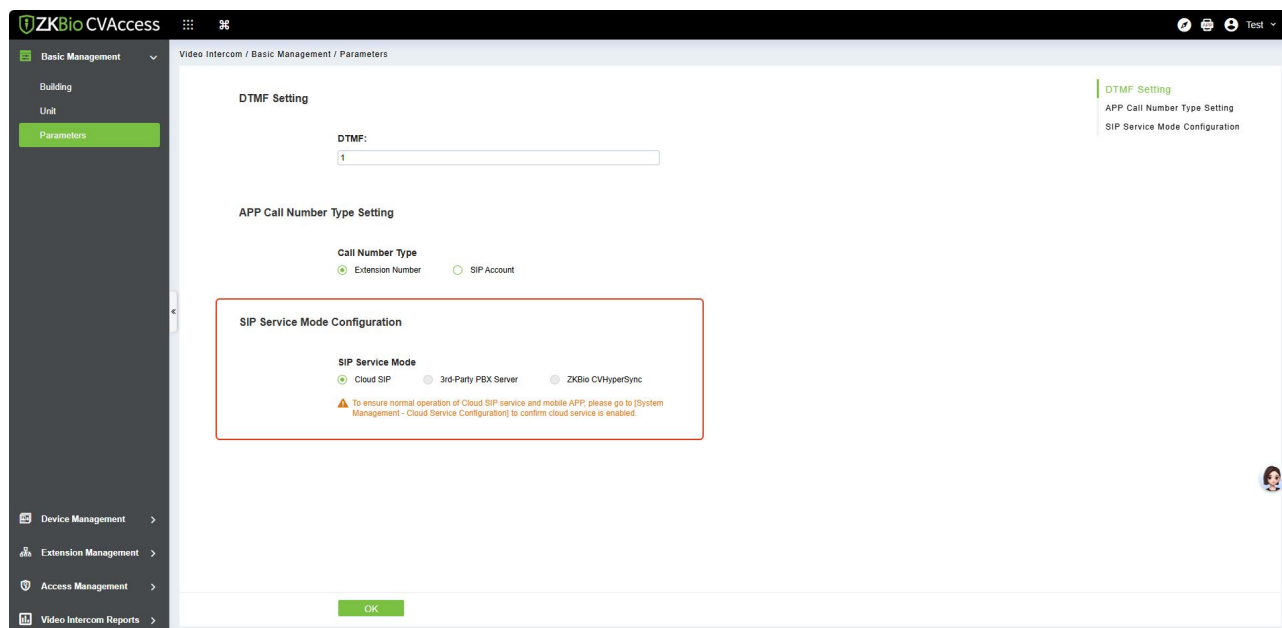 ZKBio CVAccess
Test
Basic Management
Building
Unit
Parameters
Device Management
Extension Management
Access Management
Video Intercom Reports
Video Intercom / Basic Management / Parameters
DTMF Setting
DTMF:
1
APP Call Number Type Setting
Call Number Type
Extension Number
SIP Account
SIP Service Mode Configuration
SIP Service Mode
Cloud SIP
3rd-Party PBX Server
ZKBio CVHyperSync
To ensure normal operation of Cloud SIP service and mobile APP, please go to [System
Management - Cloud Service Configuration] to confirm cloud service is enabled.
OK
DTMF Setting
APP Call Number Type Setting
SIP Service Mode Configuration